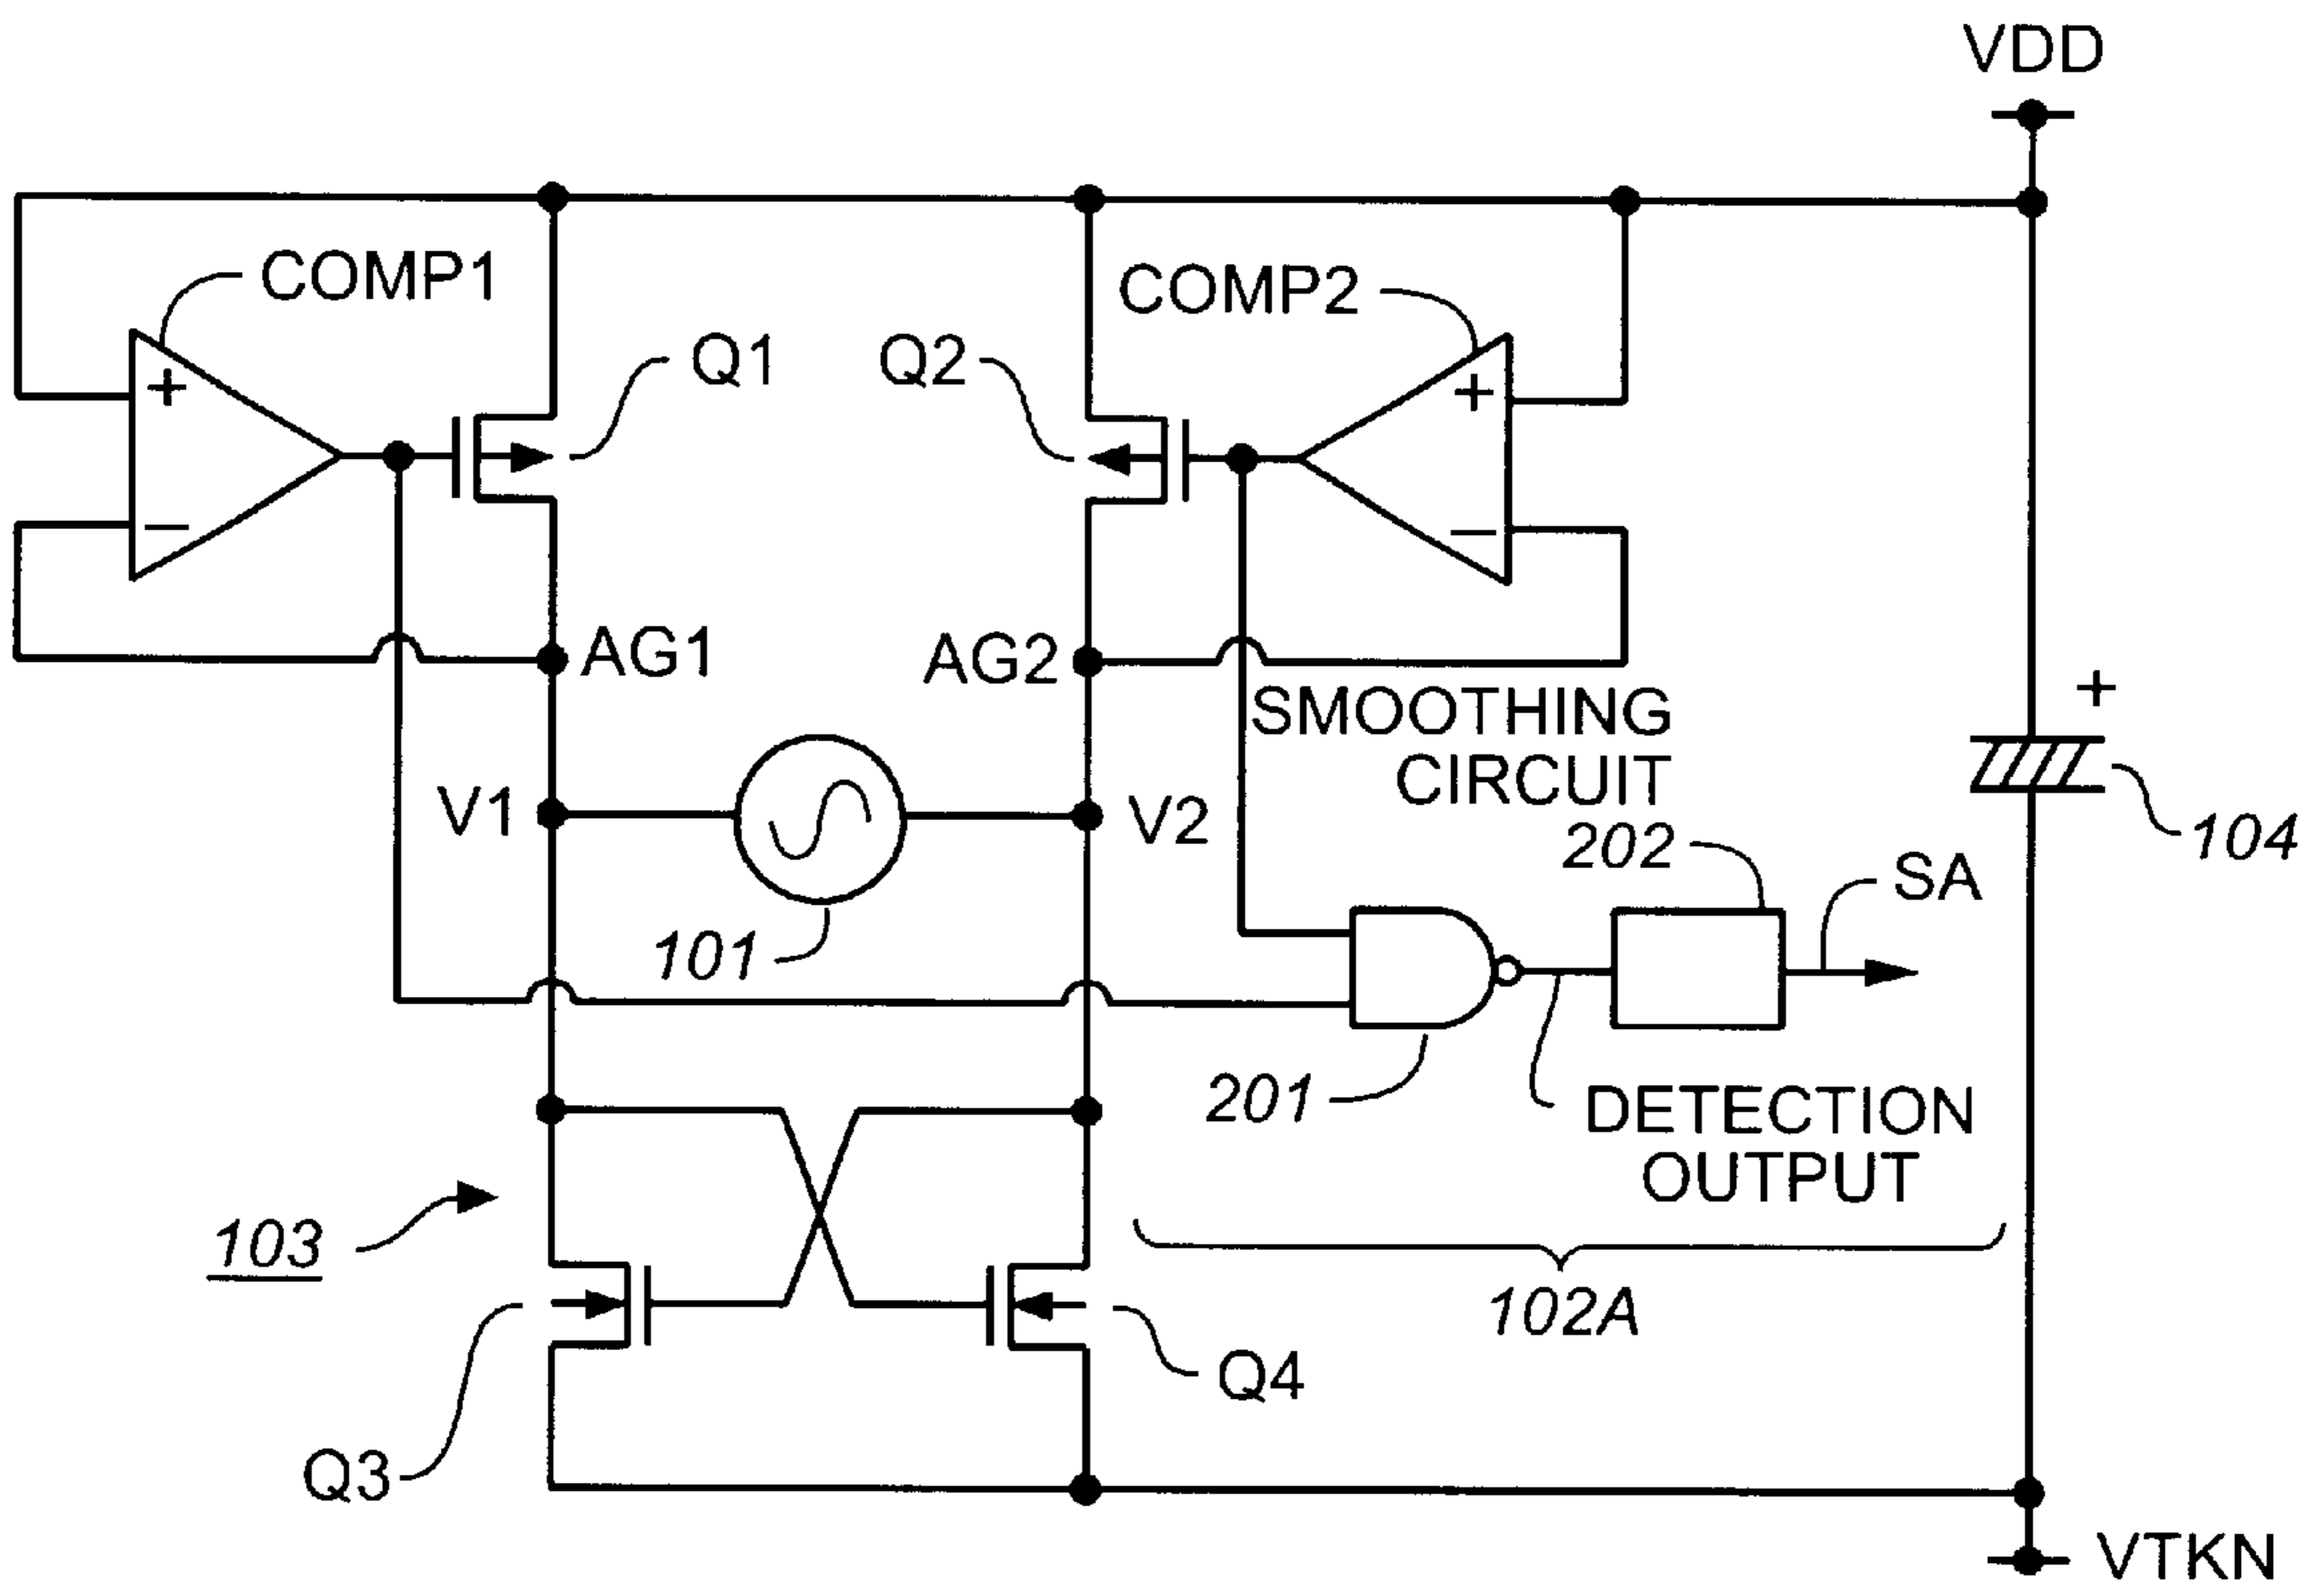 VDD
COMP1
COMP2
Q1
Q2
+
+
−
−
AG1
AG2
+
SMOOTHING
CIRCUIT
202
V1
V2
104
SA
101
201
DETECTION
OUTPUT
103
102A
Q4
Q3
VTKN